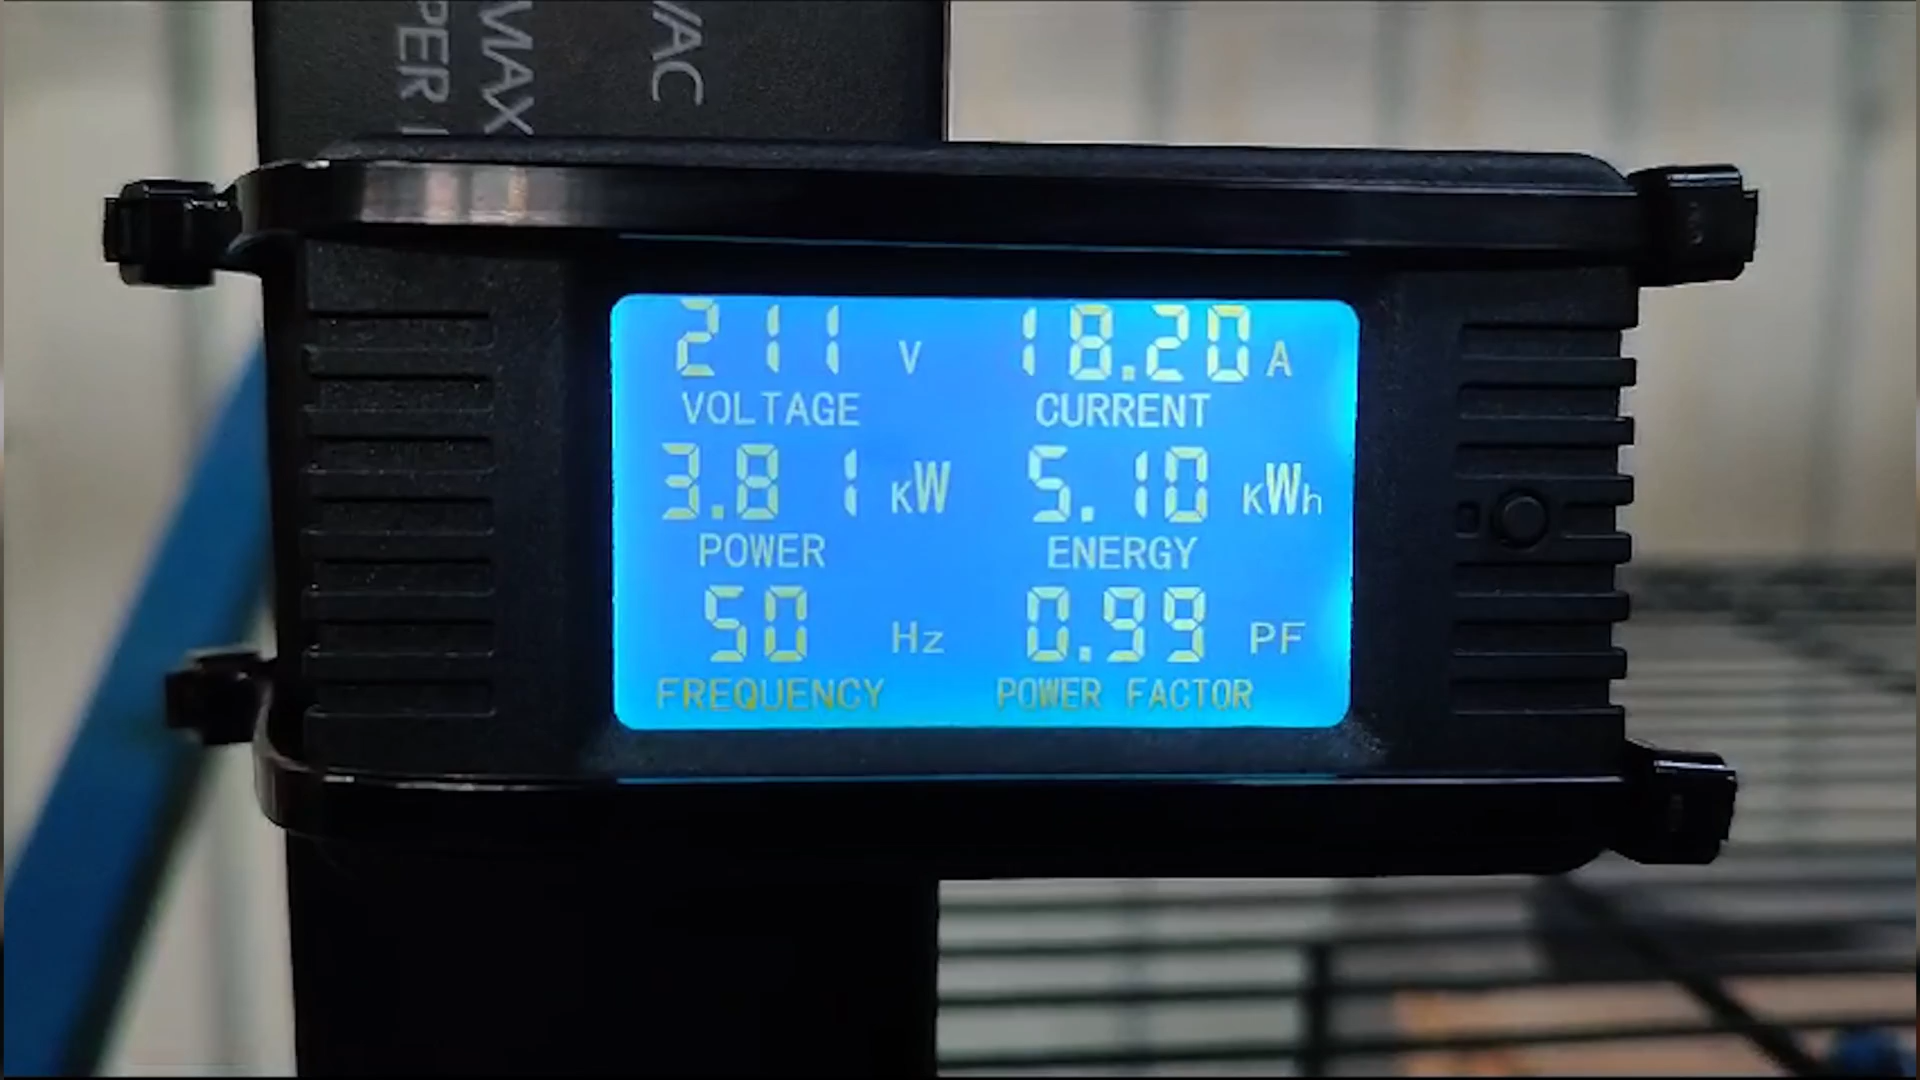 VAC
MAX
PER
211 V 18.20 A
VOLTAGE CURRENT
3.81 KW 5.10 KWh
POWER ENERGY
50 Hz 0.99 PF
FREQUENCY POWER FACTOR